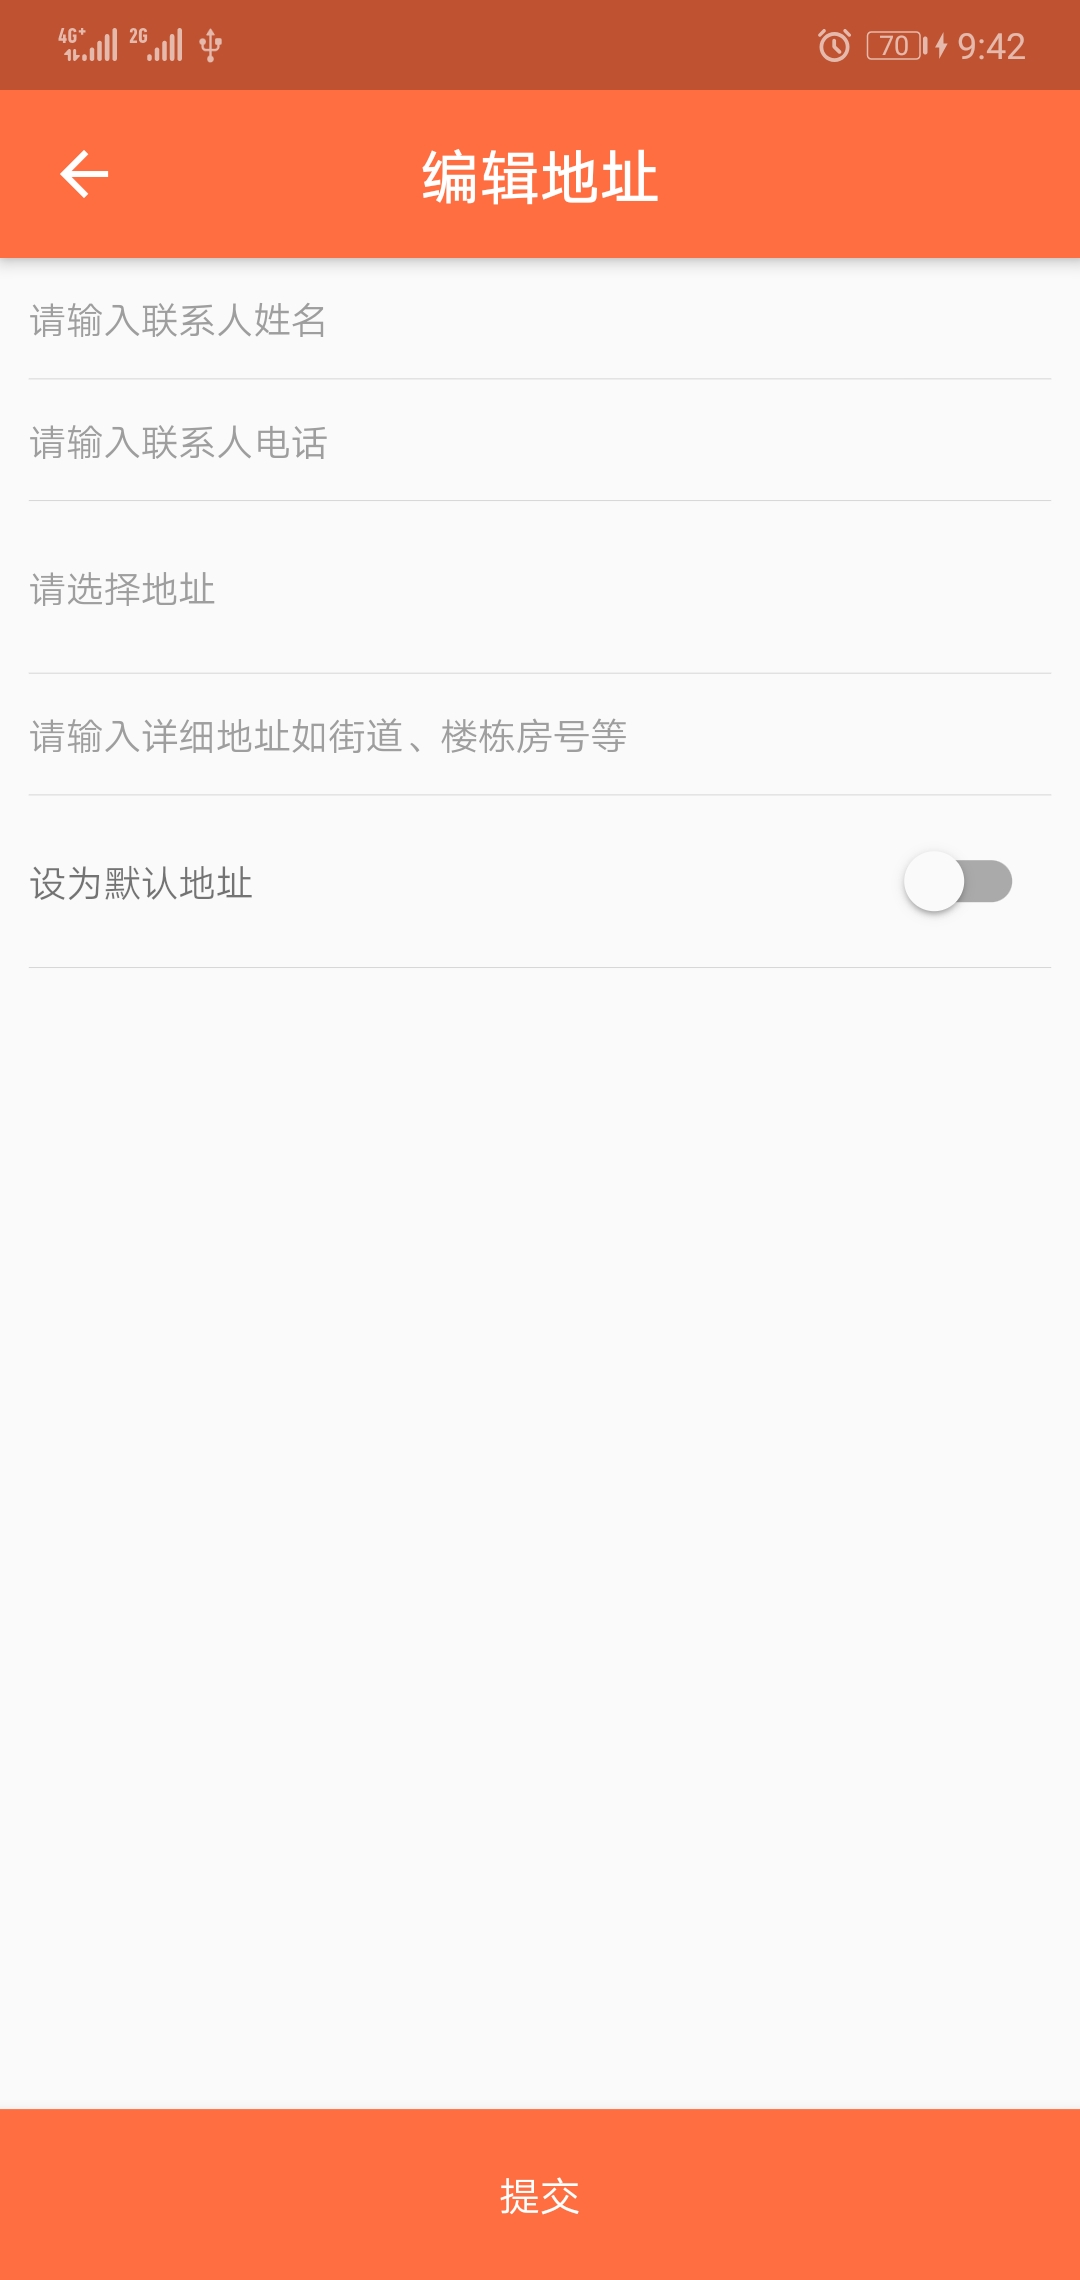 4G+ 2G 70 9:42
编辑地址
请输入联系人姓名
请输入联系人电话
请选择地址
请输入详细地址如街道、楼栋房号等
设为默认地址
提交